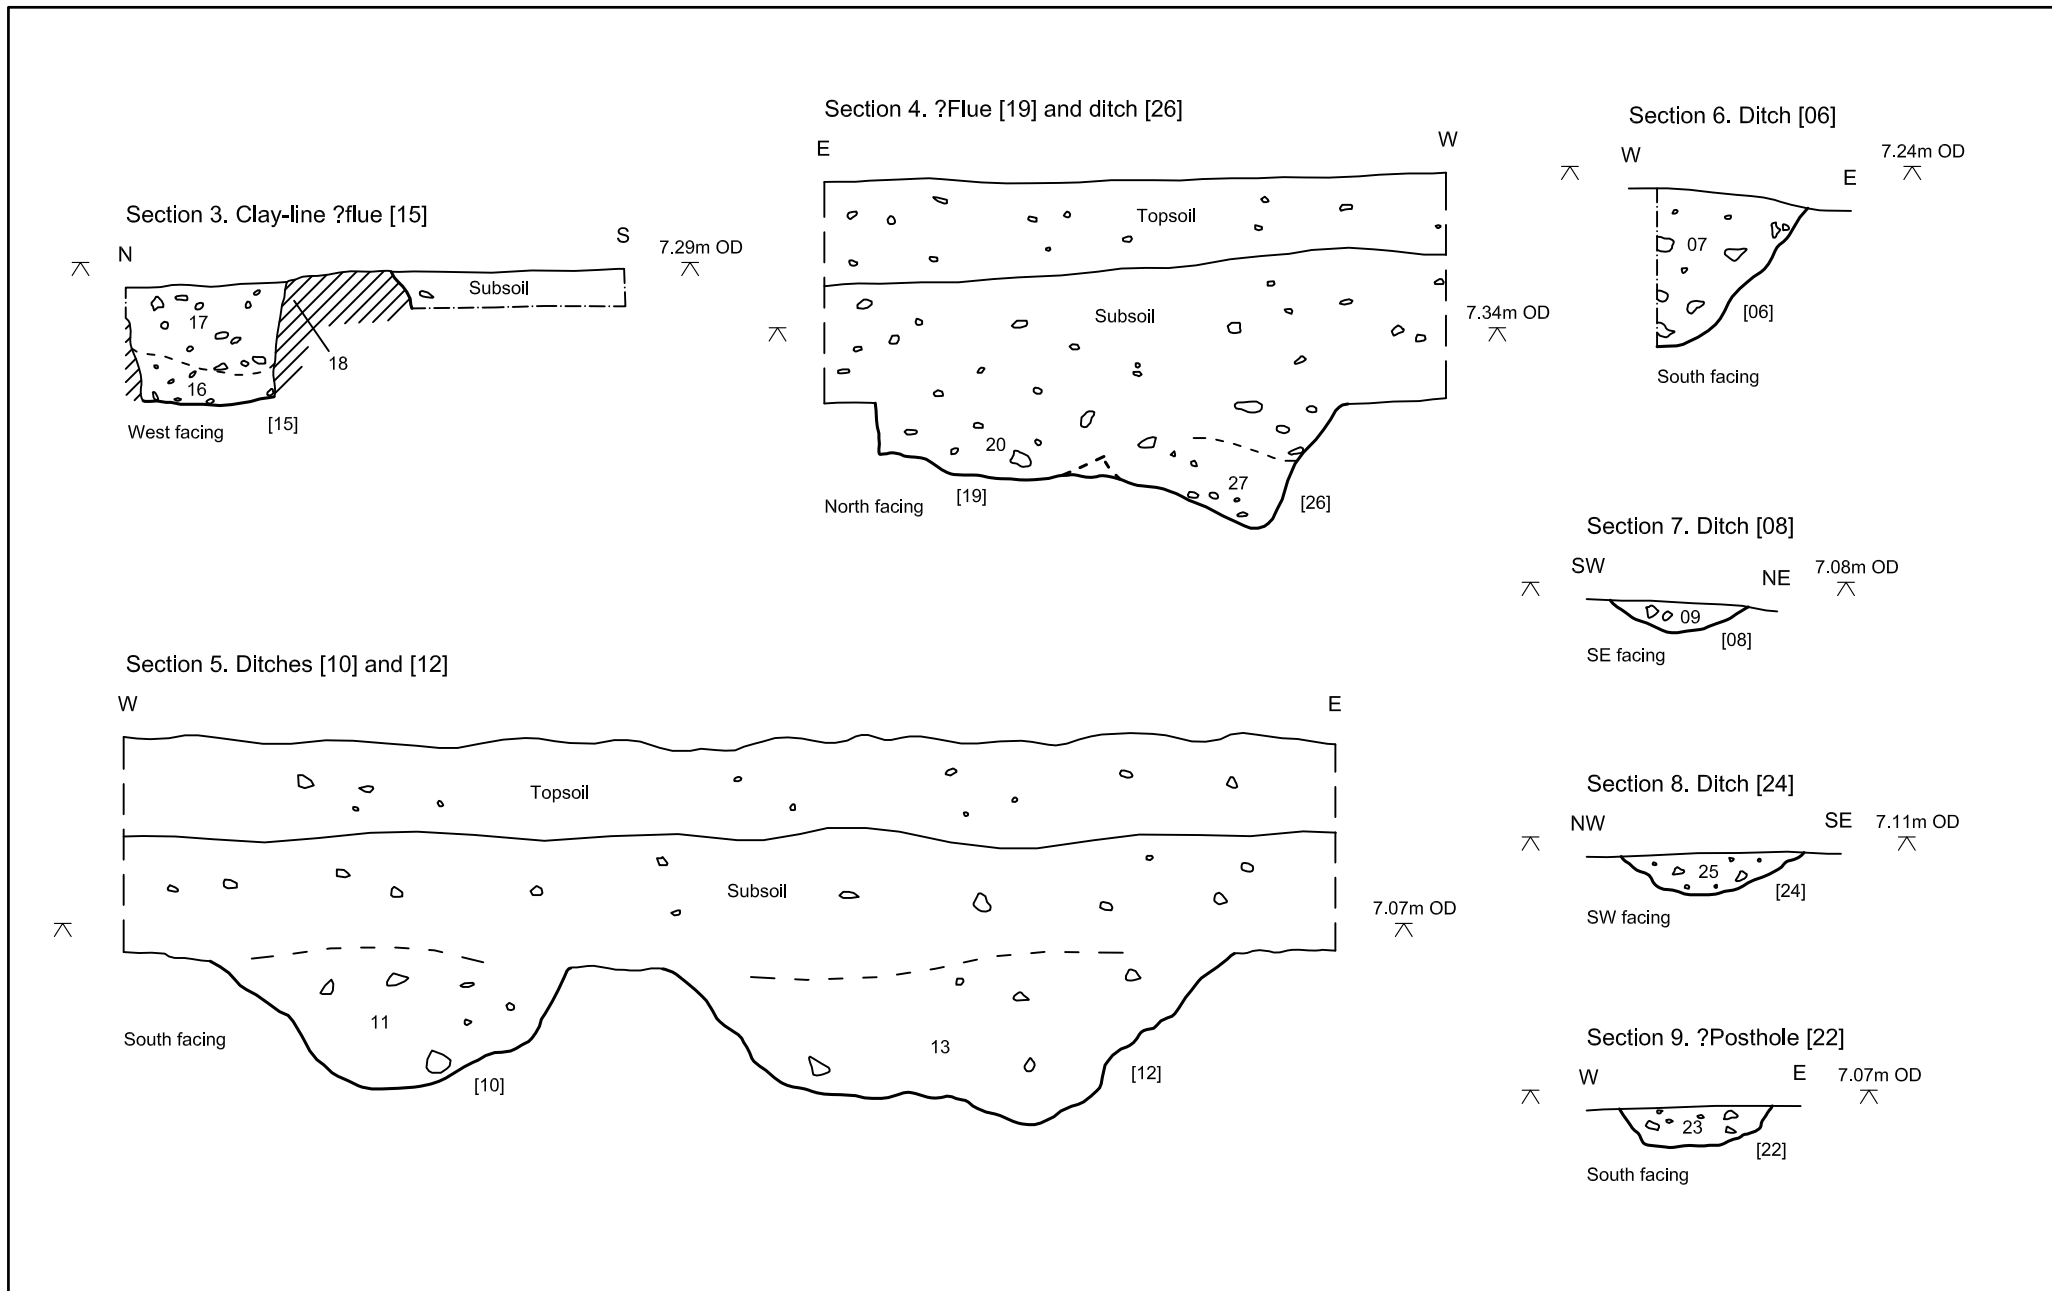 Section 3. Clay-line ?flue [15]
N
S
7.29m OD
Subsoil
17
18
16
[15]
West facing
Section 4. ?Flue [19] and ditch [26]
E
W
Topsoil
Subsoil
7.34m OD
20
27
[19]
[26]
North facing
Section 5. Ditches [10] and [12]
W
E
Topsoil
Subsoil
7.07m OD
11
13
South facing
[10]
[12]
Section 6. Ditch [06]
W
E
7.24m OD
07
[06]
South facing
Section 7. Ditch [08]
SW
NE
7.08m OD
09
[08]
SE facing
Section 8. Ditch [24]
NW
SE
7.11m OD
25
[24]
SW facing
Section 9. ?Posthole [22]
W
E
7.07m OD
23
[22]
South facing